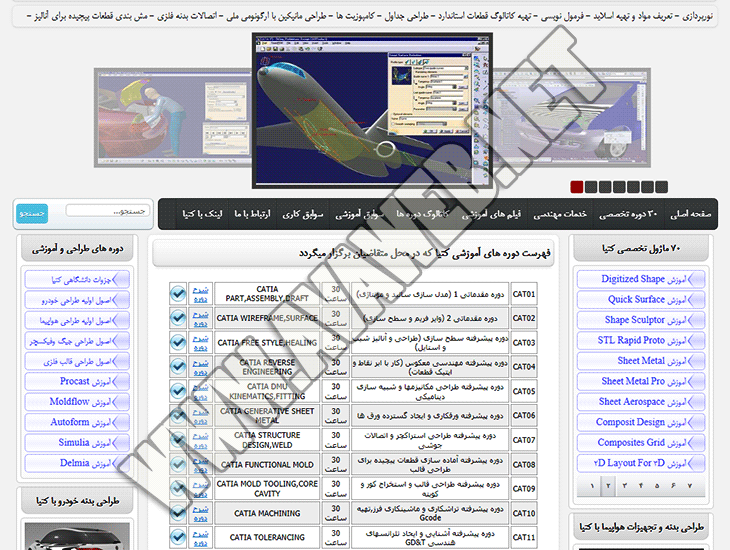 نورپردازی - تعریف مواد و تهیه اسلاید - فرمول نویسی - تهیه کاتالوگ قطعات استاندارد - طراحی جداول - کامپوزیت ها - طراحی مانیکین با ارگونومی ملی - اتصالات بدنه فلزی - مش بندی قطعات پیچیده برای آنالیز -
صفحه اصلی
30 دوره تخصصی
خدمات مهندسی
فیلم های آموزشی
کاتالوگ دوره ها
سوابق آموزشی
سوابق کاری
ارتباط با ما
لینک با کتیا
جستجو...
جستجو
70 ماژول تخصصی کتیا
آموزش Digitized Shape
آموزش Quick Surface
آموزش Shape Sculptor
آموزش STL Rapid Proto
آموزش Sheet Metal
آموزش Sheet Metal Pro
آموزش Sheet Aerospace
آموزش Composit Design
آموزش Composites Grid
آموزش 2D Layout For 3D
1 2 3 4 5 6 7
طراحی بدنه و تجهیزات هواپیما با کتیا
فهرست دوره های آموزشی کتیا که در محل متقاضیان برگزار میگردد
CAT01 دوره مقدماتی 1 (مدل سازی سالید و مونتاژ) 30 ساعت CATIA PART,ASSEMBLY,DRAFT شرح دوره
CAT02 دوره مقدماتی 2 (وایر فریم و سطح سازی) 30 ساعت CATIA WIREFRAME,SURFACE شرح دوره
CAT03 دوره پیشرفته سطح سازی (طراحی و آنالیز شیب و استایل) 30 ساعت CATIA FREE STYLE,HEALING شرح دوره
CAT04 دوره پیشرفته مهندسی معکوس (کار با ابر نقاط و اپتیک قطعات) 30 ساعت CATIA REVERSE ENGINEERING شرح دوره
CAT05 دوره پیشرفته طراحی مکانیزمها و شبیه سازی دینامیکی 30 ساعت CATIA DMU KINEMATICS,FITTING شرح دوره
CAT06 دوره پیشرفته ورقکاری و ایجاد گسترده ورق ها 30 ساعت CATIA GENERATIVE SHEET METAL شرح دوره
CAT07 دوره پیشرفته طراحی استراکچر و اتصالات جوشی 30 ساعت CATIA STRUCTURE DESIGN,WELD شرح دوره
CAT08 دوره پیشرفته آماده سازی قطعات پیچیده برای طراحی قالب 30 ساعت CATIA FUNCTIONAL MOLD شرح دوره
CAT09 دوره پیشرفته طراحی قالب و استخراج کور و کویته 30 ساعت CATIA MOLD TOOLING,CORE CAVITY شرح دوره
CAT10 دوره پیشرفته تراشکاری و ماشینکاری فرز,تهیه Gcode 30 ساعت CATIA MACHINING شرح دوره
CAT11 دوره پیشرفته آشنایی و ایجاد تلرانسهای هندسی GD&T 30 ساعت CATIA TOLERANCING شرح دوره
دوره های طراحی و آموزشی
جزوات دانشگاهی کتیا
اصول اولیه طراحی خودرو
اصول اولیه طراحی هواپیما
اصول طراحی جیگ وفیکسچر
اصول طراحی قالب فلزی
آموزش Procast
آموزش Moldflow
آموزش Autoform
آموزش Simulia
آموزش Delmia
طراحی بدنه خودرو با کتیا
WWW.AYAWEB.NET